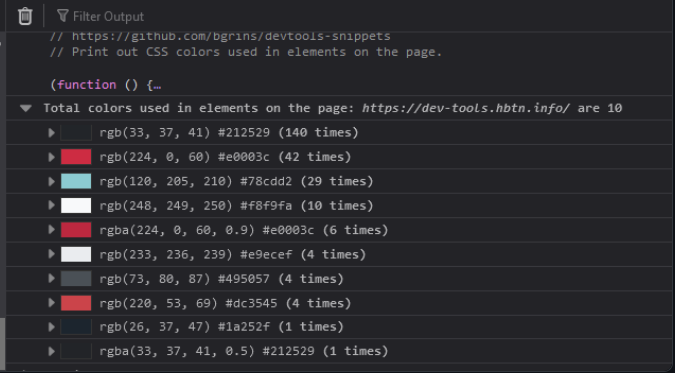 Filter Output
// https://github.com/bgrins/devtools-snippets
// Print out CSS colors used in elements on the page.
(function () {…
Total colors used in elements on the page: https://dev-tools.hbtn.info/ are 10
rgb(33, 37, 41) #212529 (140 times)
rgb(224, 0, 60) #e0003c (42 times)
rgb(120, 205, 210) #78cdd2 (29 times)
rgb(248, 249, 250) #f8f9fa (10 times)
rgba(224, 0, 60, 0.9) #e0003c (6 times)
rgb(233, 236, 239) #e9ecef (4 times)
rgb(73, 80, 87) #495057 (4 times)
rgb(220, 53, 69) #dc3545 (4 times)
rgb(26, 37, 47) #1a252f (1 times)
rgba(33, 37, 41, 0.5) #212529 (1 times)